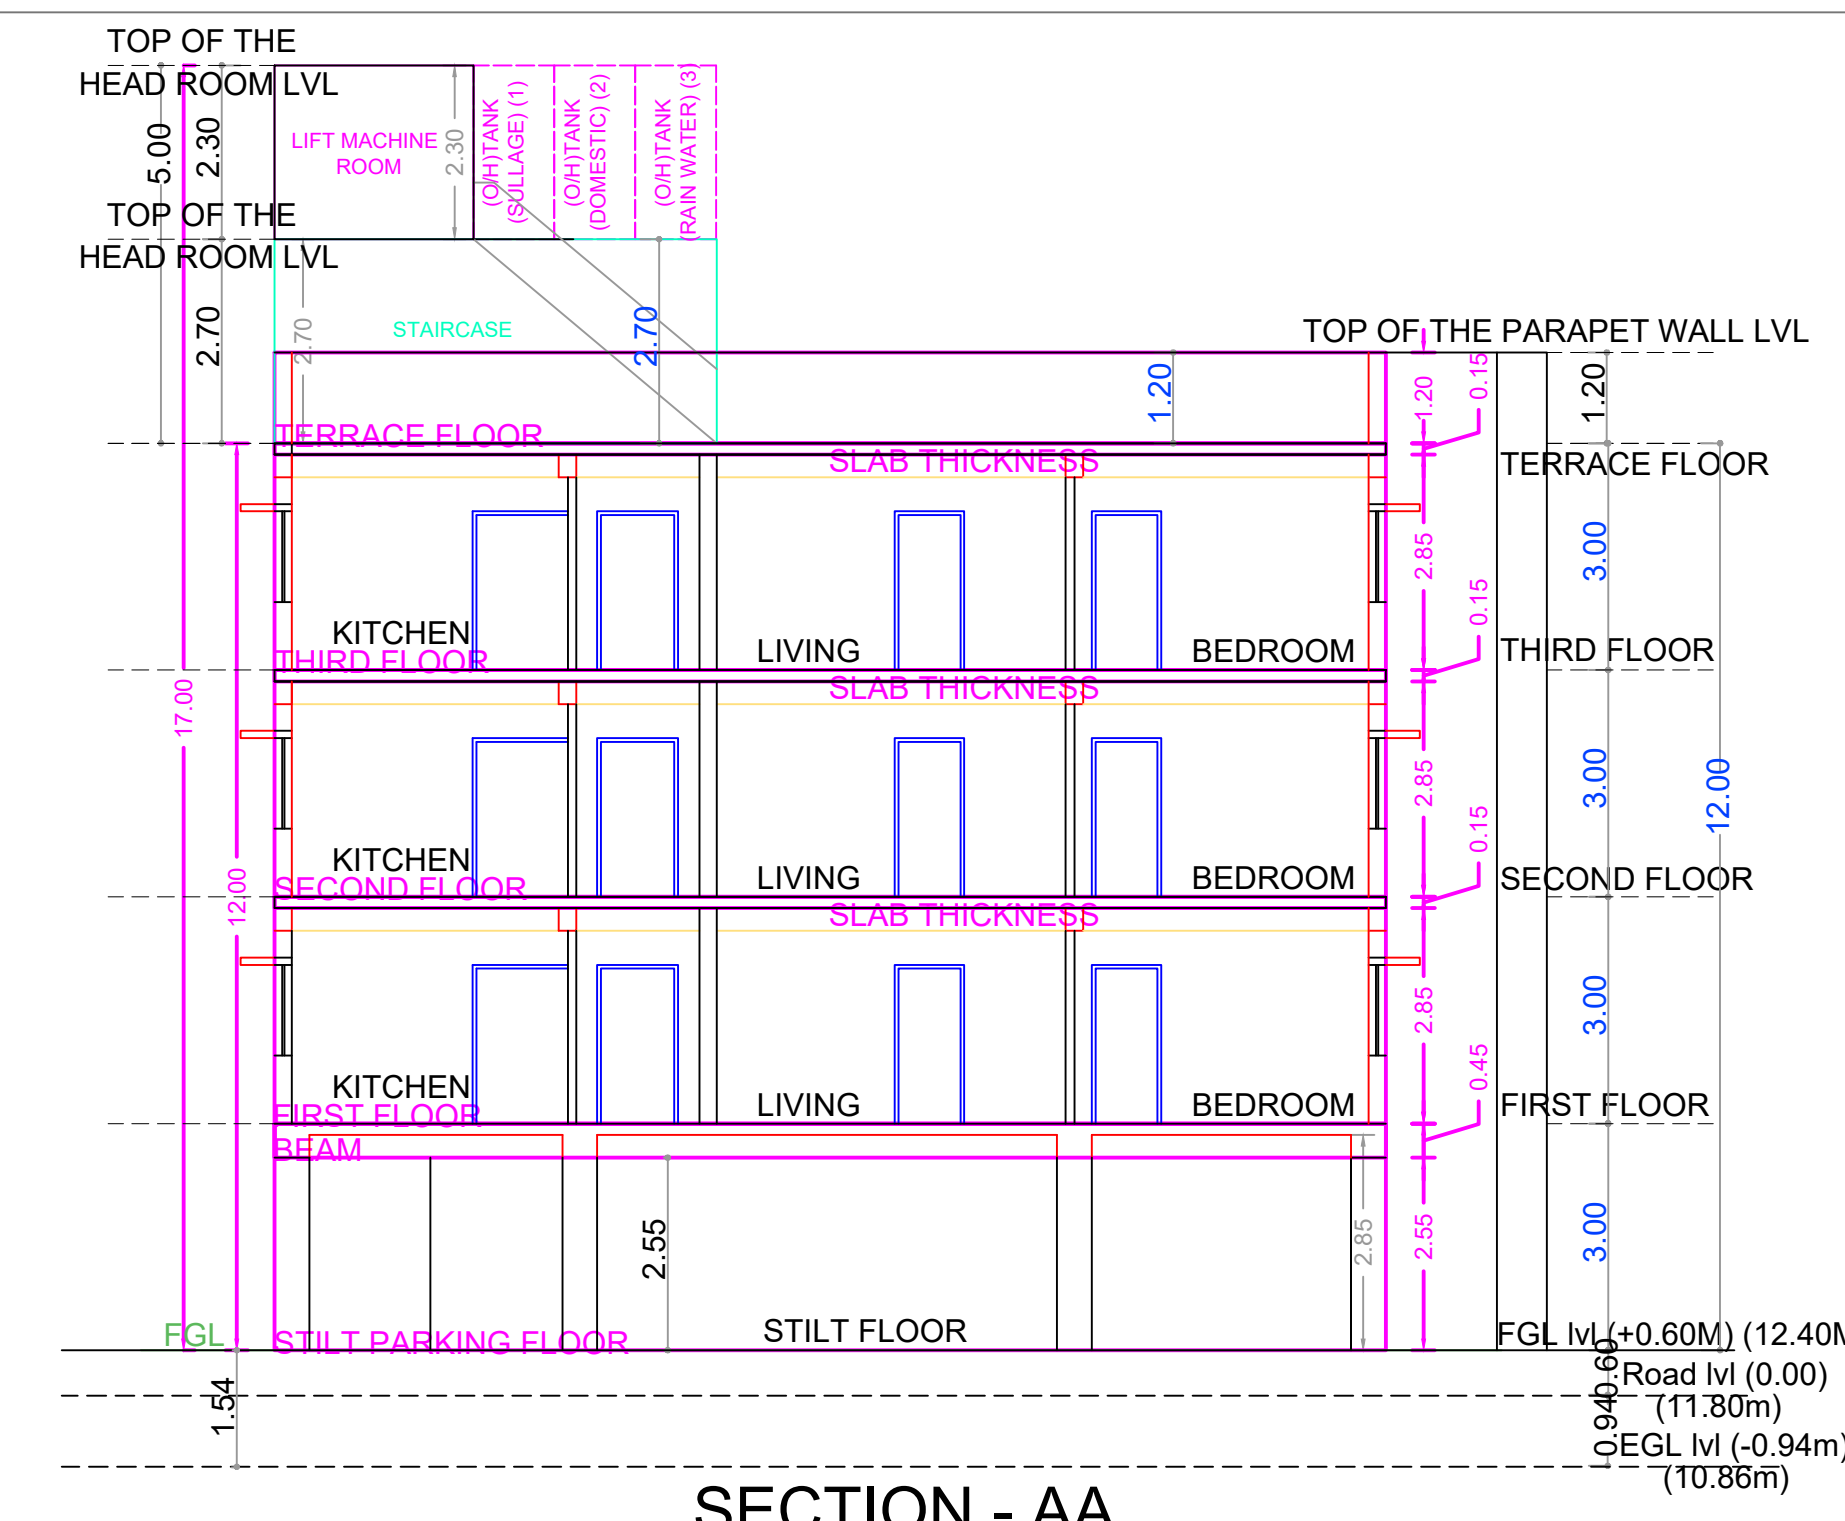 TOP OF THE
HEAD ROOM LVL
5.00
2.30
LIFT MACHINE
ROOM
2.30
(O/H)TANK
(SULLAGE) (1)
(O/H)TANK
(DOMESTIC) (2)
(O/H)TANK
(RAIN WATER) (3)
TOP OF THE
HEAD ROOM LVL
2.70
2.70
STAIRCASE
2.70
TOP OF THE PARAPET WALL LVL
1.20
1.20
0.15
1.20
TERRACE FLOOR
SLAB THICKNESS
TERRACE FLOOR
2.85
3.00
0.15
KITCHEN
THIRD FLOOR
LIVING
BEDROOM
THIRD FLOOR
SLAB THICKNESS
17.00
2.85
3.00
12.00
0.15
KITCHEN
SECOND FLOOR
LIVING
BEDROOM
SECOND FLOOR
12.00
SLAB THICKNESS
2.85
3.00
0.45
KITCHEN
FIRST FLOOR
LIVING
BEDROOM
FIRST FLOOR
BEAM
2.55
2.85
2.55
3.00
FGL
STILT PARKING FLOOR
STILT FLOOR
FGL lvl (+0.60M) (12.40M
0.60
Road lvl (0.00)
(11.80m)
1.54
0.94
EGL lvl (-0.94m)
(10.86m)
SECTION - AA